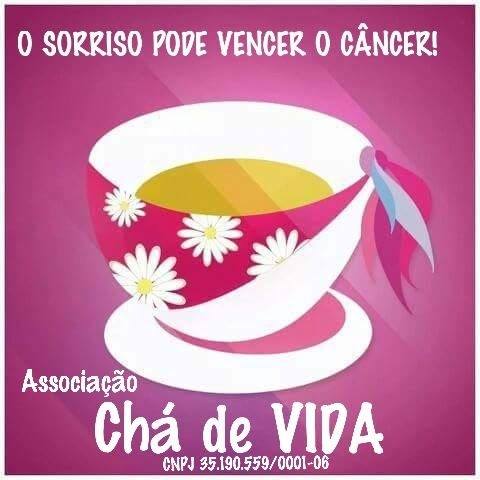 O SORRISO PODE VENCER O CÂNCER!
Associação
Chá de VIDA
CNPJ 35.190.559/0001-06